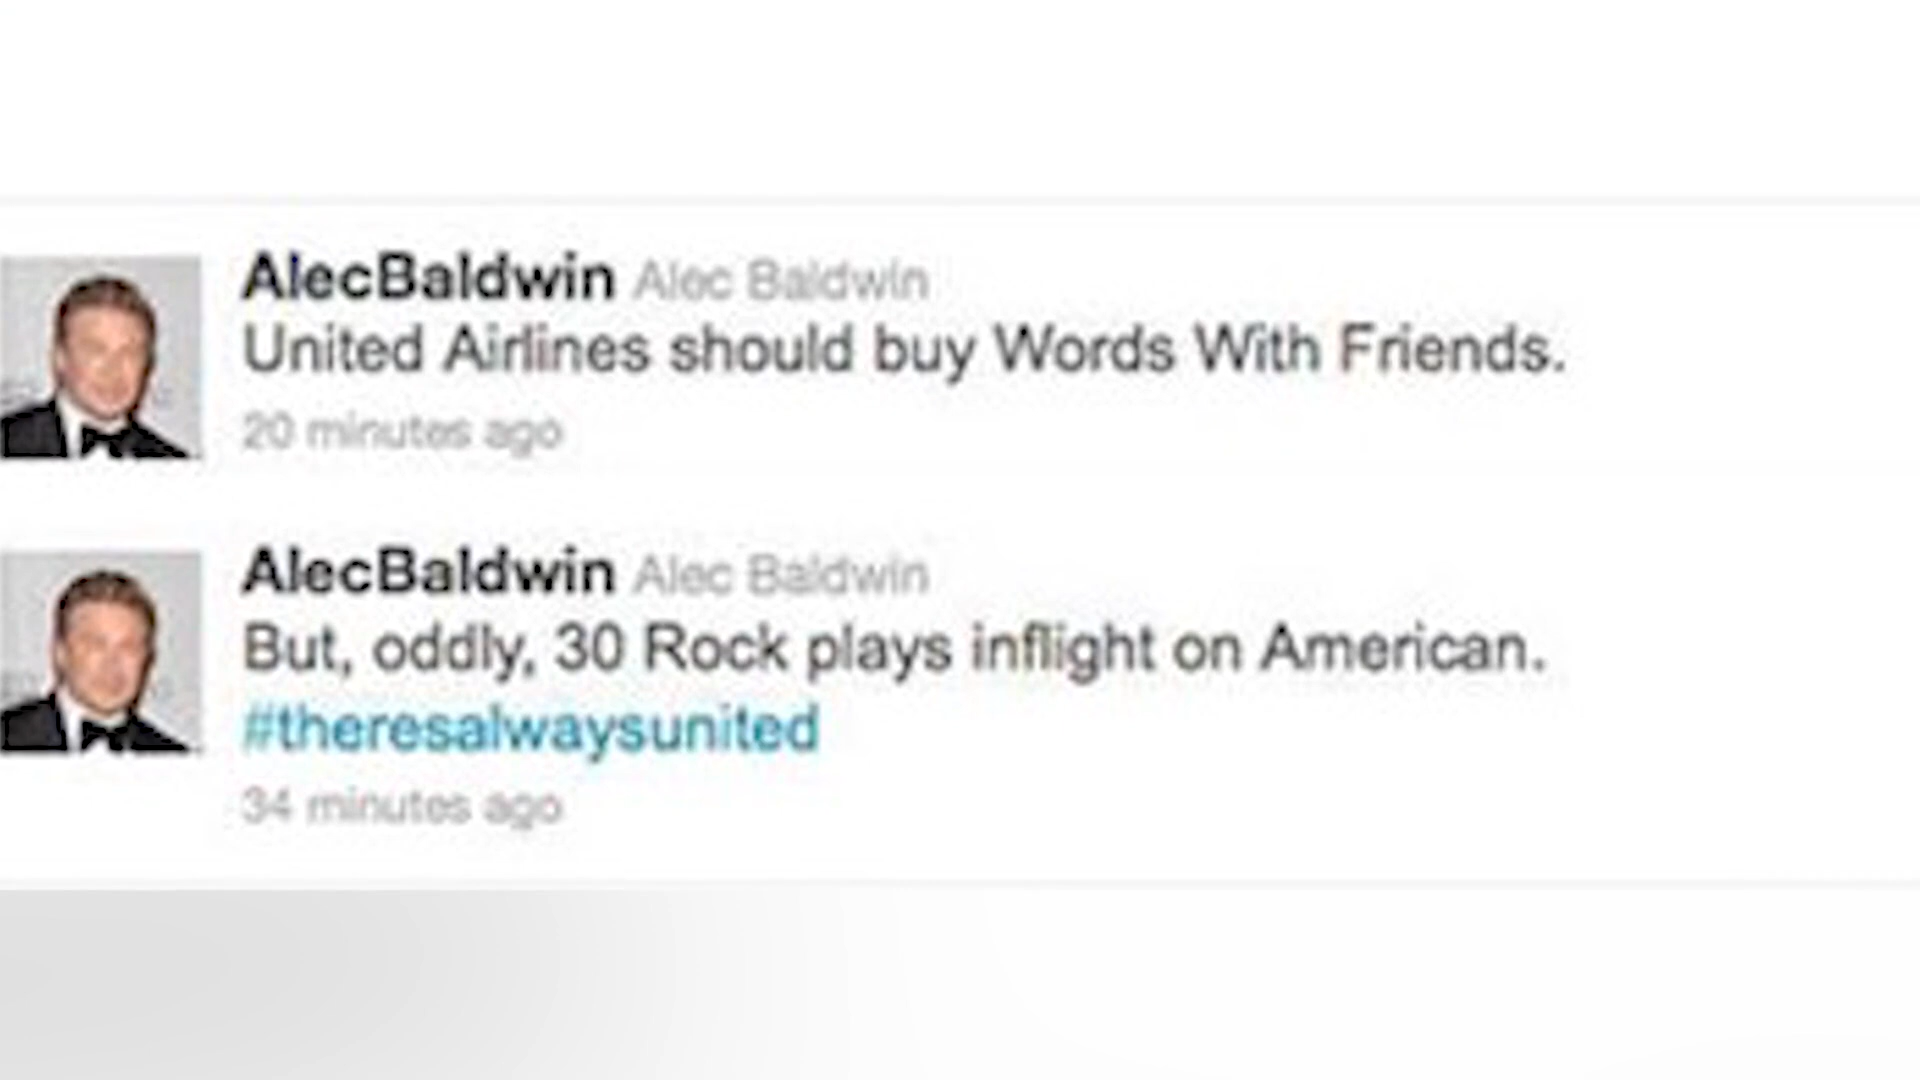 AlecBaldwin Alec Baldwin
United Airlines should buy Words With Friends.
20 minutes ago
AlecBaldwin Alec Baldwin
But, oddly, 30 Rock plays inflight on American.
#theresalwaysunited
34 minutes ago